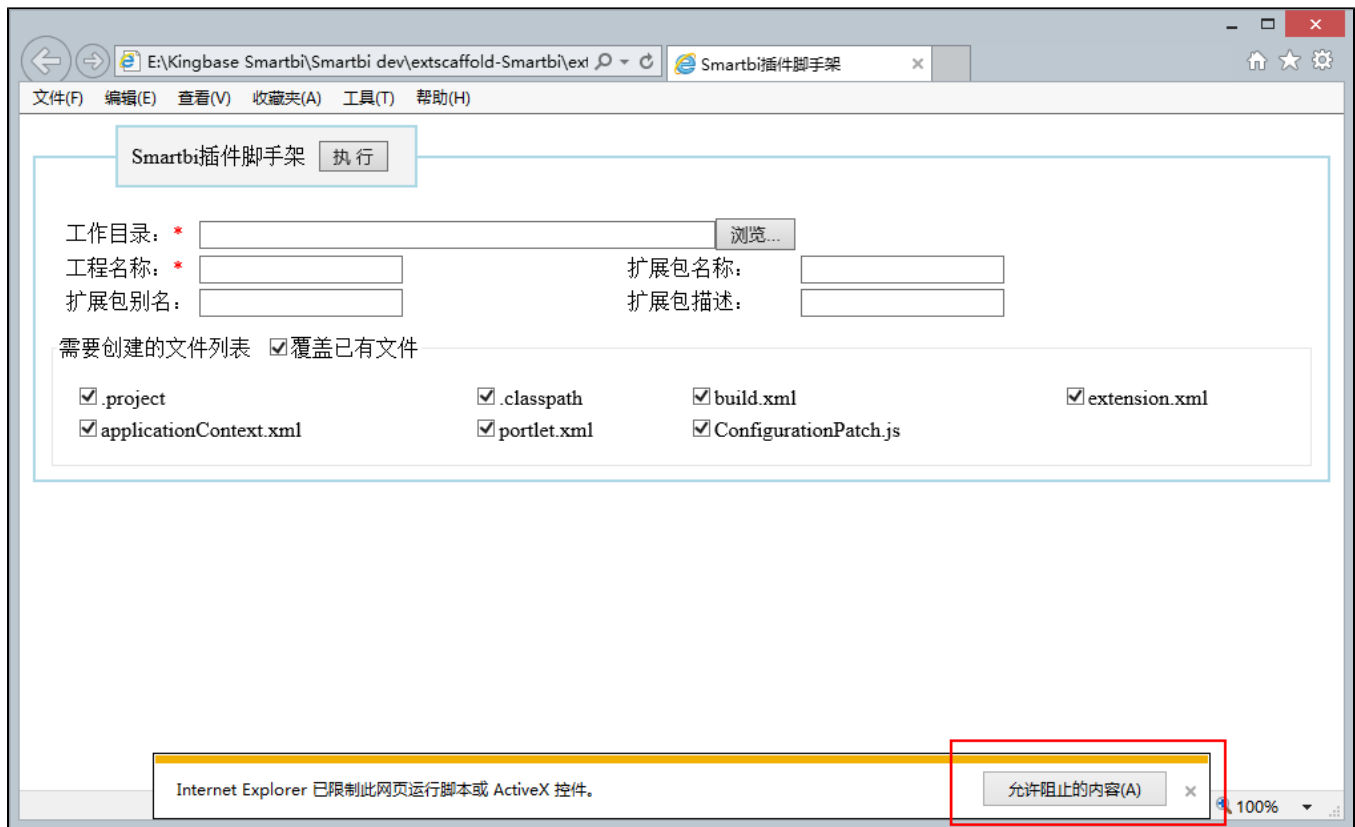 E:\Kingbase Smartbi\Smartbi dev\extscaffold-Smartbi\ext
Smartbi插件脚手架
文件(F) 编辑(E) 查看(V) 收藏夹(A) 工具(T) 帮助(H)
Smartbi插件脚手架 执 行
工作目录：* 浏览...
工程名称：* 扩展包名称：
扩展包别名： 扩展包描述：
需要创建的文件列表 覆盖已有文件
.project .classpath build.xml extension.xml
applicationContext.xml portlet.xml ConfigurationPatch.js
Internet Explorer 已限制此网页运行脚本或 ActiveX 控件。 允许阻止的内容(A)
100%